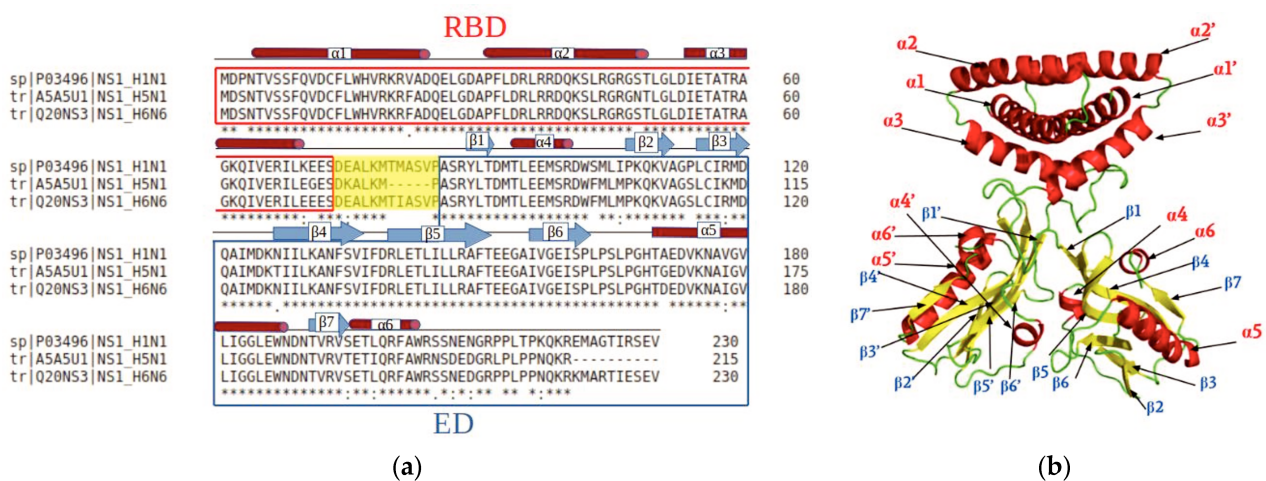 RBD
α1 α2 α3
sp|P03496|NS1_H1N1 MDPNTVSSFQVDCFLWHVRKRVADQELGDAPFLDRLRRDQKSLRGRGSTLGLDIETATRA 60
tr|A5A5U1|NS1_H5N1 MDSNTVSSFQVDCFLWHVRKRFADQELGDAPFLDRLRRDQKSLRGRGNTLGLDIETATRA 60
tr|Q20NS3|NS1_H6N6 MDSNTVSSFQVDCFLWHVRKRFADQELGDAPFLDRLRRDQKSLRGRGSTLGLDIETATRA 60
β1 α4 β2 β3
sp|P03496|NS1_H1N1 GKQIVERILKEESDEALKMTMASVPASRYLTDMTLEEMSRDWSMLIPKQKVAGPLCIRMD 120
tr|A5A5U1|NS1_H5N1 GKQIVERILEGESDKALKM-----PASRYLTDMTLEEMSRDWFMLMPKQKVAGSLCIKMD 115
tr|Q20NS3|NS1_H6N6 GKQIVERILEEESDEALKMTIASVPASRYLTDMTLEEMSRDWFMLMPKQKVAGSLCIRMD 120
β4 β5 β6 α5
sp|P03496|NS1_H1N1 QAIMDKNIILKANFSVIFDRLETLILLRAFTEEGAIVGEISPLPSLPGHTAEDVKNAVGV 180
tr|A5A5U1|NS1_H5N1 QAIMDKTIILKANFSVIFDRLETLILLRAFTEEGAIVGEISPLPSLPGHTGEDVKNAIGV 175
tr|Q20NS3|NS1_H6N6 QAIMDKNIILKANFSVIFDRLETLILLRAFTEEGAIVGEISPLPSLPGHTDEDVKNAIGV 180
β7 α6
sp|P03496|NS1_H1N1 LIGGLEWNDNTVRVSETLQRFAWRSSNENGRPPLTPKQKREMAGTIRSEV 230
tr|A5A5U1|NS1_H5N1 LIGGLEWNDNTVRVTETIQRFAWRNSDEDGRLPLPPNQKR---------- 215
tr|Q20NS3|NS1_H6N6 LIGGLEWNDNTVRVSETLQRFAWRSSNEDGRPPLPPNQKRKMARTIESEV 230
ED
(a)
α2 α2’
α1 α1’
α3 α3’
α4’ β1’ β1 α4
α6’ α6
α5’ β4
β4’ β7
β7’
β3’ α5
β2’ β5’ β6’ β5 β6 β3
β2
(b)